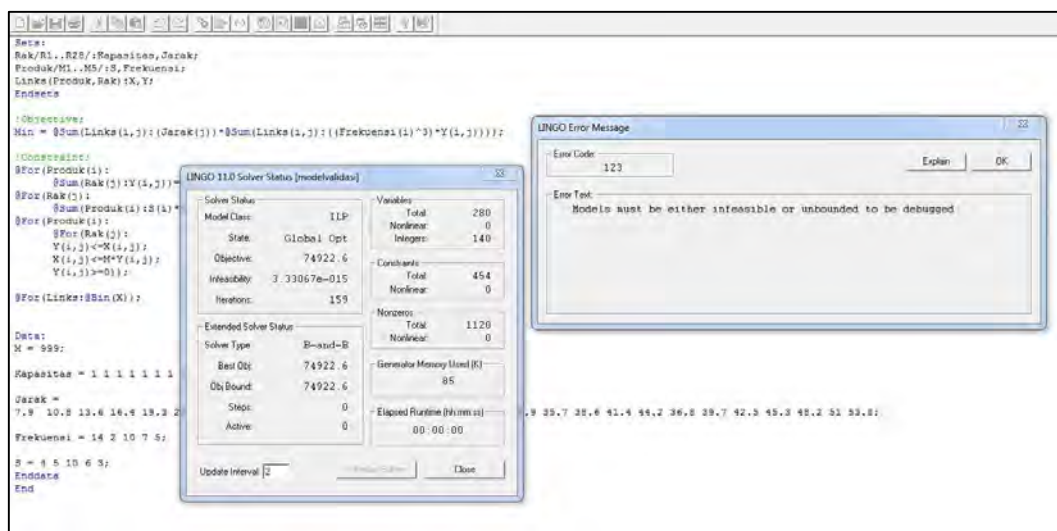 Sets:
Rak/R1..R28/:Kapasitas,Jarak;
Produk/M1..M5/:S,Frekuensi;
Links(Produk,Rak):X,Y;
Endsets
!Objective;
Min = @Sum(Links(i,j):(Jarak(j))*@Sum(Links(i,j):((Frekuensi(i)^3)*Y(i,j))));
!Constraint;
@For(Produk(i):
@Sum(Rak(j):Y(i,j))=
@For(Rak(j):
@Sum(Produk(i):S(i)*
@For(Produk(i):
@For(Rak(j):
Y(i,j)<=X(i,j);
X(i,j)<=M*Y(i,j);
Y(i,j)>=0));
@For(Links:@Bin(X));
Data:
M = 999;
Kapasitas = 1 1 1 1 1 1 1
Jarak =
7.9 10.8 13.6 16.4 19.3 2
.9 35.7 38.6 41.4 44.2 36.8 39.7 42.5 45.3 48.2 51 53.8;
Frekuensi = 14 2 10 7 5;
S = 4 5 10 6 3;
Enddata
End
LINGO 11.0 Solver Status [modelvalidasi]
Solver Status
Model Class: ILP
State: Global Opt
Objective: 74922.6
Infeasibility: 3.33067e-015
Iterations: 159
Extended Solver Status
Solver Type B-and-B
Best Obj: 74922.6
Obj Bound: 74922.6
Steps: 0
Active: 0
Update Interval: 2
Variables
Total: 280
Nonlinear: 0
Integers: 140
Constraints
Total: 454
Nonlinear: 0
Nonzeros
Total: 1120
Nonlinear: 0
Generator Memory Used (K)
85
Elapsed Runtime (hh:mm:ss)
00:00:00
Close
LINGO Error Message
Error Code:
123
Explain
OK
Error Text:
Models must be either infeasible or unbounded to be debugged